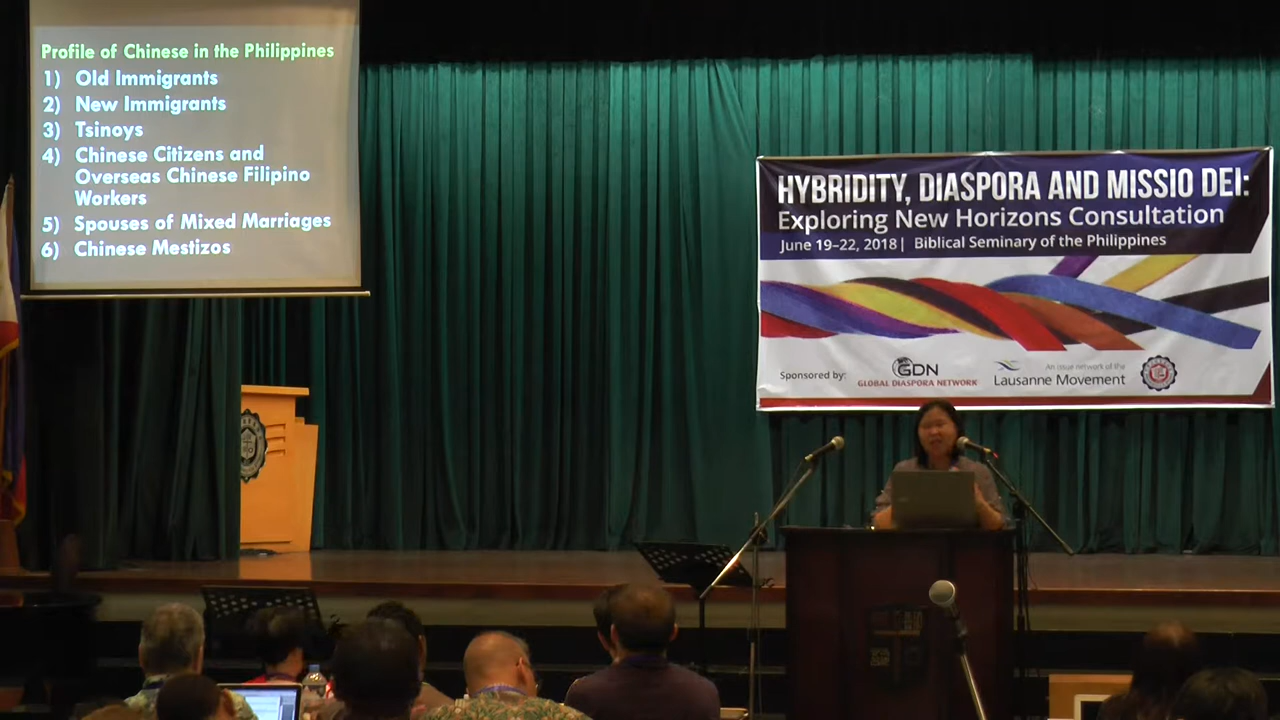 Profile of Chinese in the Philippines
1) Old Immigrants
2) New Immigrants
3) Tsinoys
4) Chinese Citizens and
Overseas Chinese Filipino
Workers
5) Spouses of Mixed Marriages
6) Chinese Mestizos
HYBRIDITY, DIASPORA AND MISSIO DEI:
Exploring New Horizons Consultation
June 19–22, 2018 | Biblical Seminary of the Philippines
Sponsored by:
GDN
GLOBAL DIASPORA NETWORK
An issue network of the
Lausanne Movement